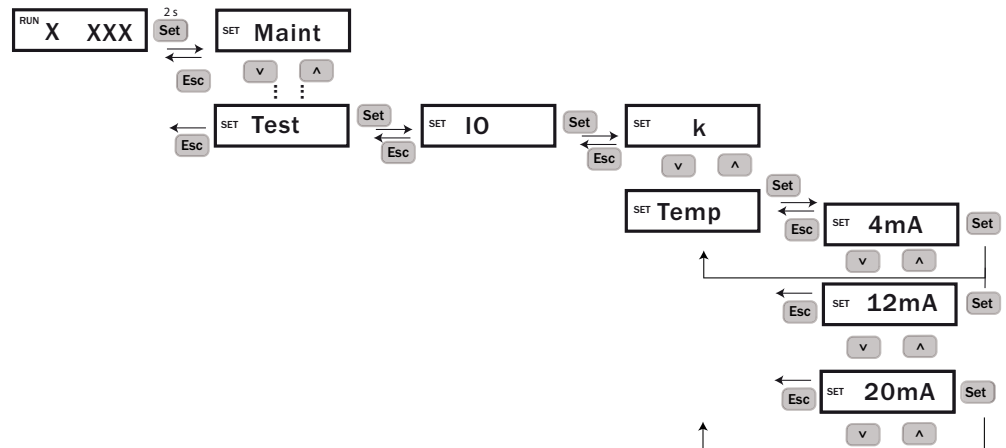 2 s
RUN X XXX Set SET Maint
Esc v ^
SET Test Set SET IO Set SET k
Esc Esc Esc
v ^
SET Temp Set
Esc SET 4mA Set
v ^
Esc SET 12mA Set
v ^
Esc SET 20mA Set
v ^